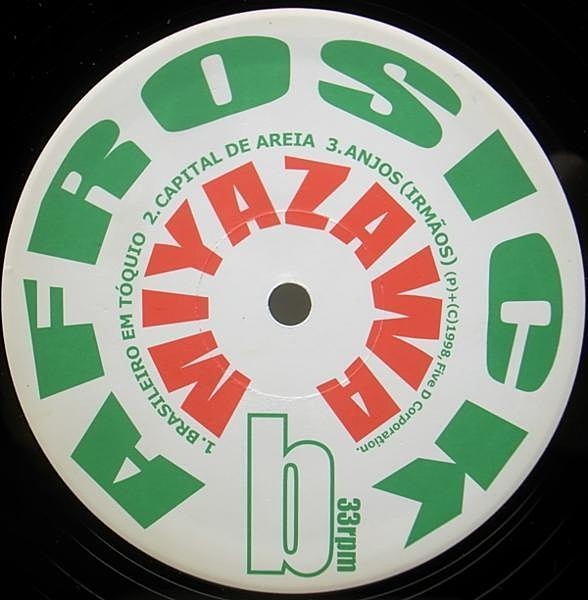 AFROSICK
1.BRASILEIRO EM TÓQUIO 2.CAPITAL DE AREIA 3.ANJOS (IRMÃOS) (P)+(C)1998, Five D Corporation.
MIYAZAWA
b
33rpm